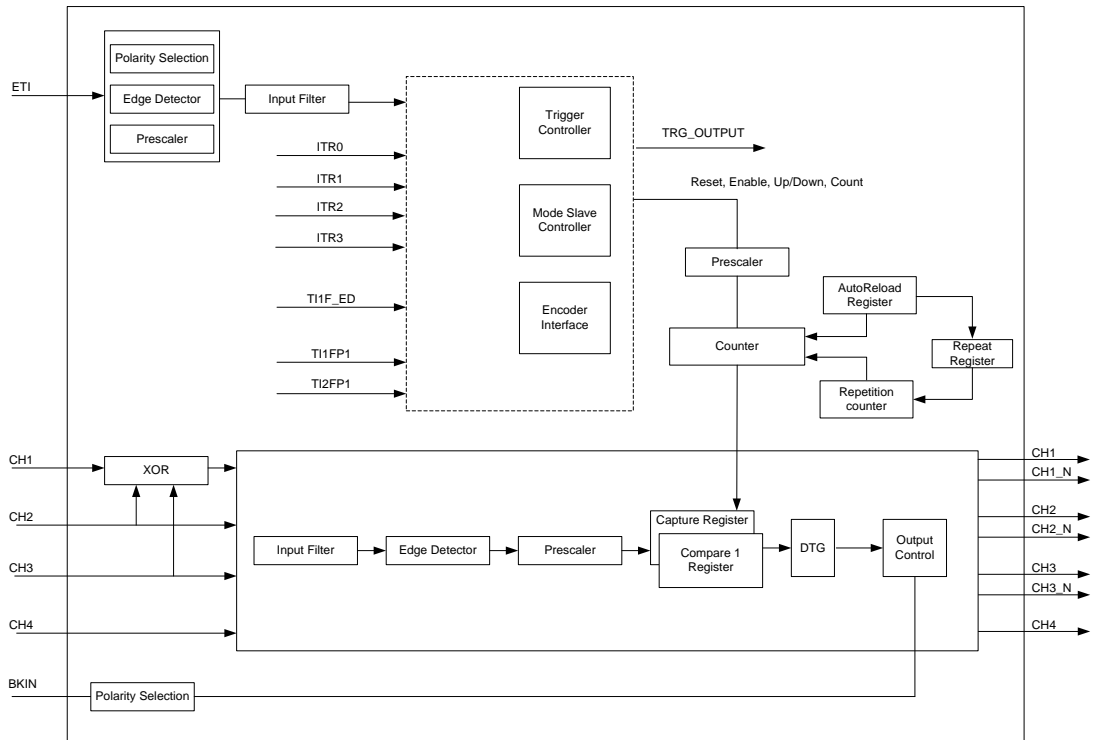 Polarity Selection
ETI
Edge Detector
Input Filter
Prescaler
Trigger
Controller
TRG_OUTPUT
ITR0
ITR1
ITR2
ITR3
Reset, Enable, Up/Down, Count
Mode Slave
Controller
Prescaler
TI1F_ED
Encoder
Interface
AutoReload
Register
TI1FP1
Counter
Repeat
Register
TI2FP1
Repetition
counter
CH1
XOR
CH1
CH1_N
CH2
CH2
CH2_N
Capture Register
Input Filter
Edge Detector
Prescaler
Compare 1
Register
DTG
Output
Control
CH3
CH3
CH3_N
CH4
CH4
BKIN
Polarity Selection